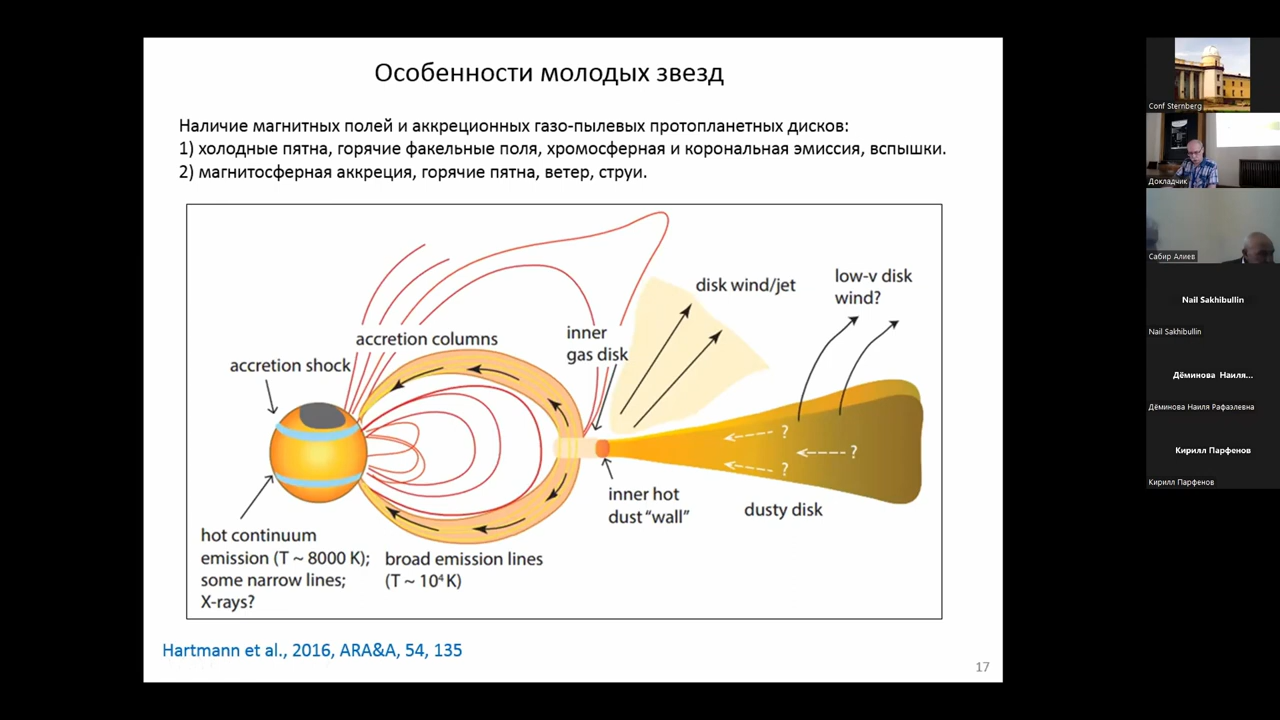 Особенности молодых звезд
Наличие магнитных полей и аккреционных газо-пылевых протопланетных дисков:
1) холодные пятна, горячие факельные поля, хромосферная и корональная эмиссия, вспышки.
2) магнитосферная аккреция, горячие пятна, ветер, струи.
disk wind/jet
low-v disk
wind?
accretion columns
inner
gas disk
accretion shock
?
?
?
inner hot
dust “wall”
dusty disk
hot continuum
emission (T ~ 8000 K);
some narrow lines;
X-rays?
broad emission lines
(T ~ 10⁴ K)
Hartmann et al., 2016, ARA&A, 54, 135
17
Conf Sternberg
Докладчик
Сабир Алиев
Nail Sakhibullin
Nail Sakhibullin
Дёминова Наиля...
Дёминова Наиля Рафаэлевна
Кирилл Парфенов
Кирилл Парфенов